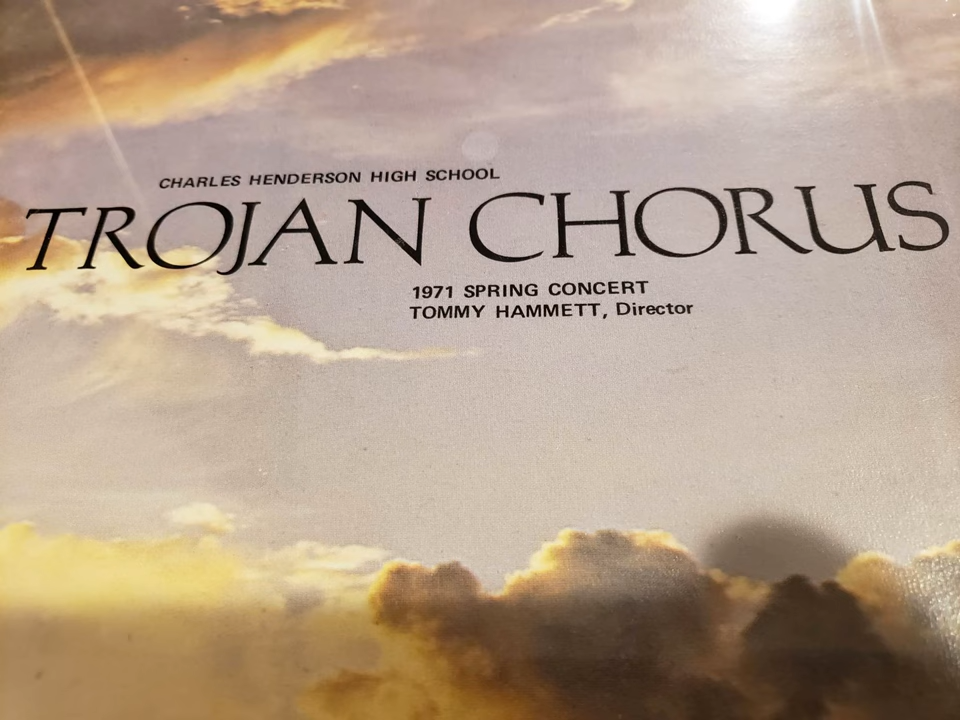 CHARLES HENDERSON HIGH SCHOOL
TROJAN CHORUS
1971 SPRING CONCERT
TOMMY HAMMETT, Director